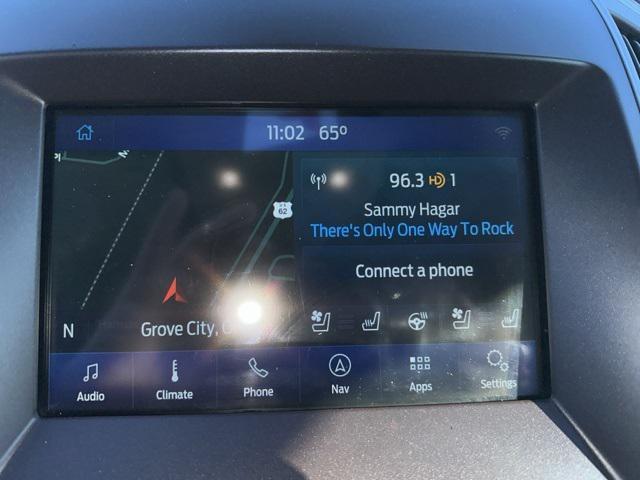 11:02 65°
N
62
96.3 HD 1
Sammy Hagar
There's Only One Way To Rock
Connect a phone
N
Grove City,
Audio
Climate
Phone
Nav
Apps
Settings